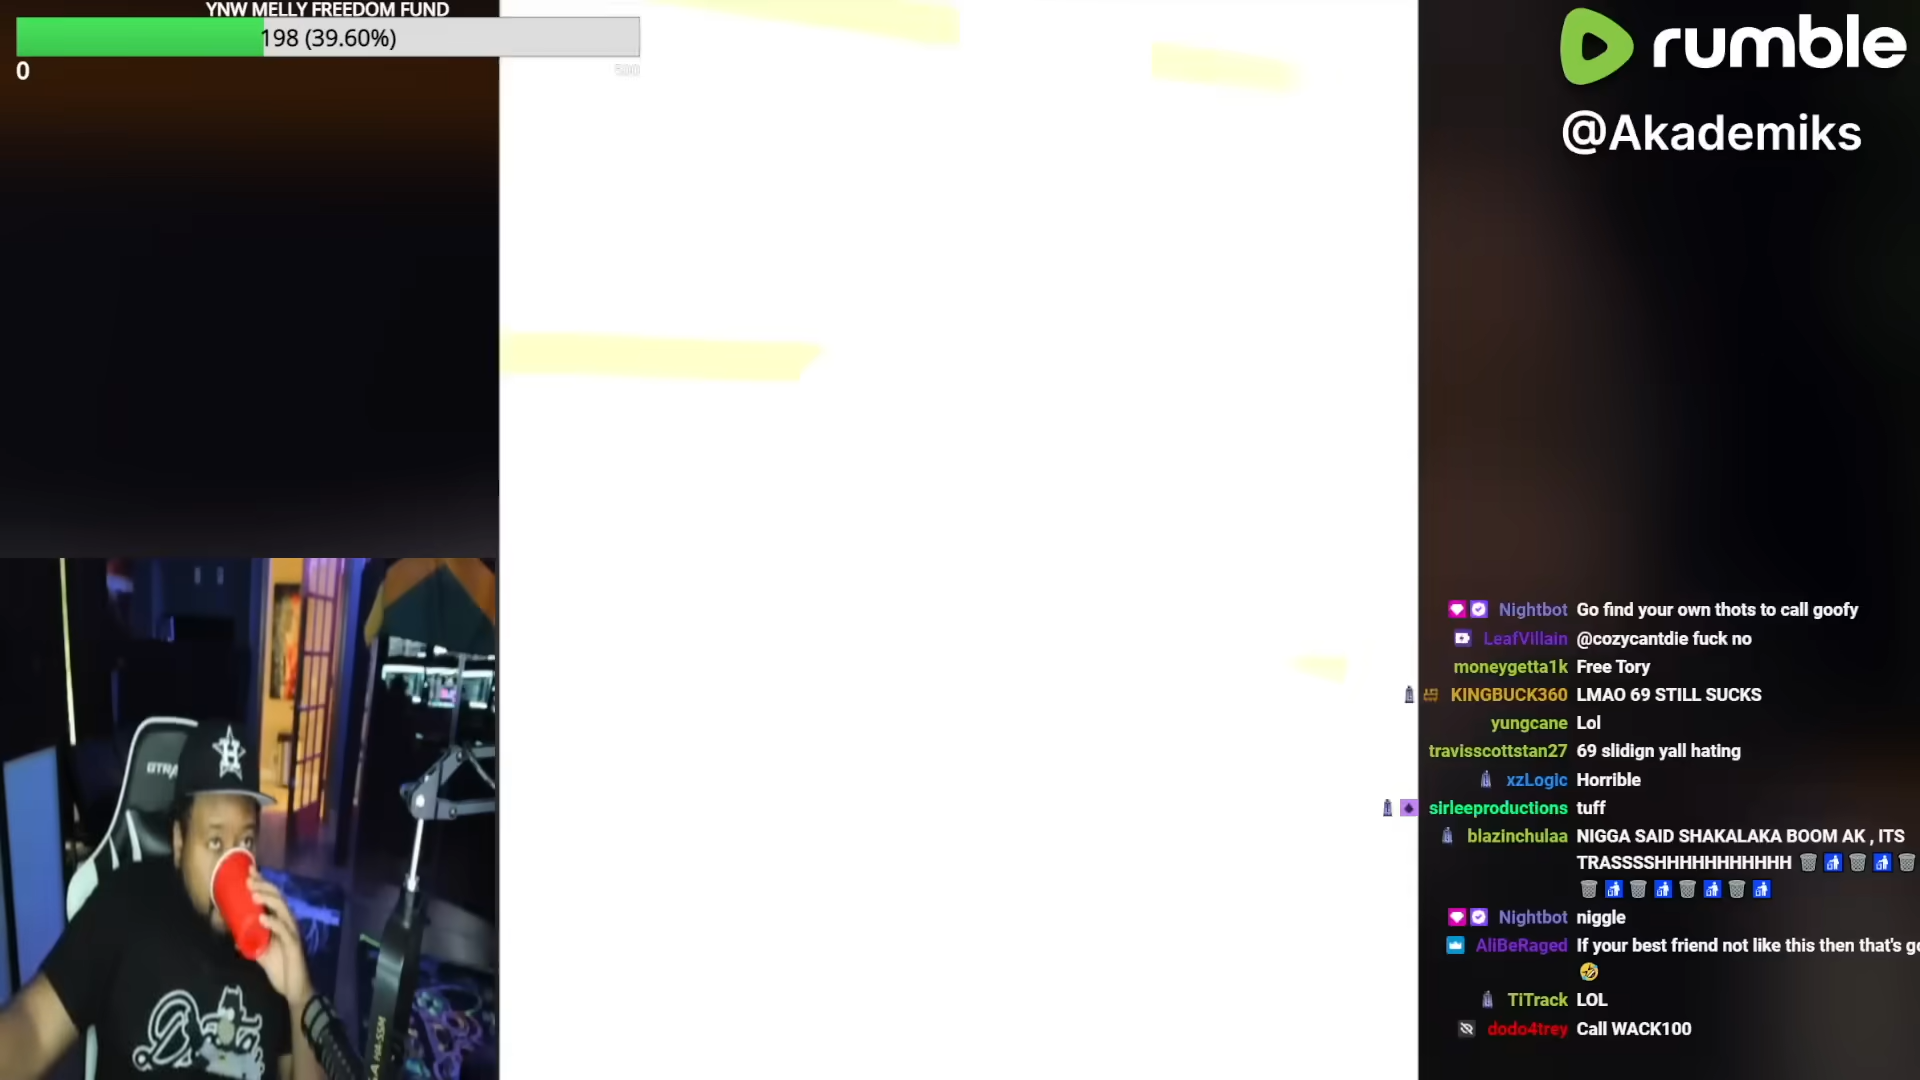 YNW MELLY FREEDOM FUND
198 (39.60%)
0
500
rumble
@Akademiks
GTRA
H
Nightbot Go find your own thots to call goofy
LeafVillain @cozycantdie fuck no
moneygetta1k Free Tory
KINGBUCK360 LMAO 69 STILL SUCKS
yungcane Lol
travisscottstan27 69 slidign yall hating
xzLogic Horrible
sirleeproductions tuff
blazinchulaa NIGGA SAID SHAKALAKA BOOM AK , ITS
TRASSSSHHHHHHHHHHH
Nightbot niggle
AliBeRaged If your best friend not like this then that's go
TiTrack LOL
dodo4trey Call WACK100